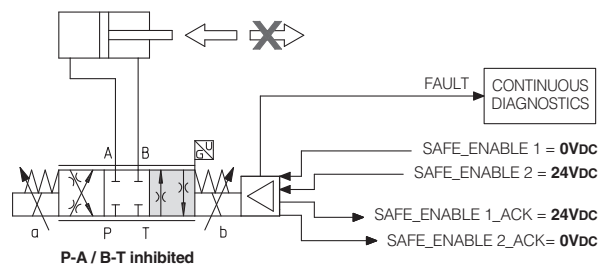 FAULT
CONTINUOUS
DIAGNOSTICS
A B
U
G
SAFE_ENABLE 1 = 0VDC
SAFE_ENABLE 2 = 24VDC
SAFE_ENABLE 1_ACK = 24VDC
SAFE_ENABLE 2_ACK= 0VDC
a P T b
P-A / B-T inhibited